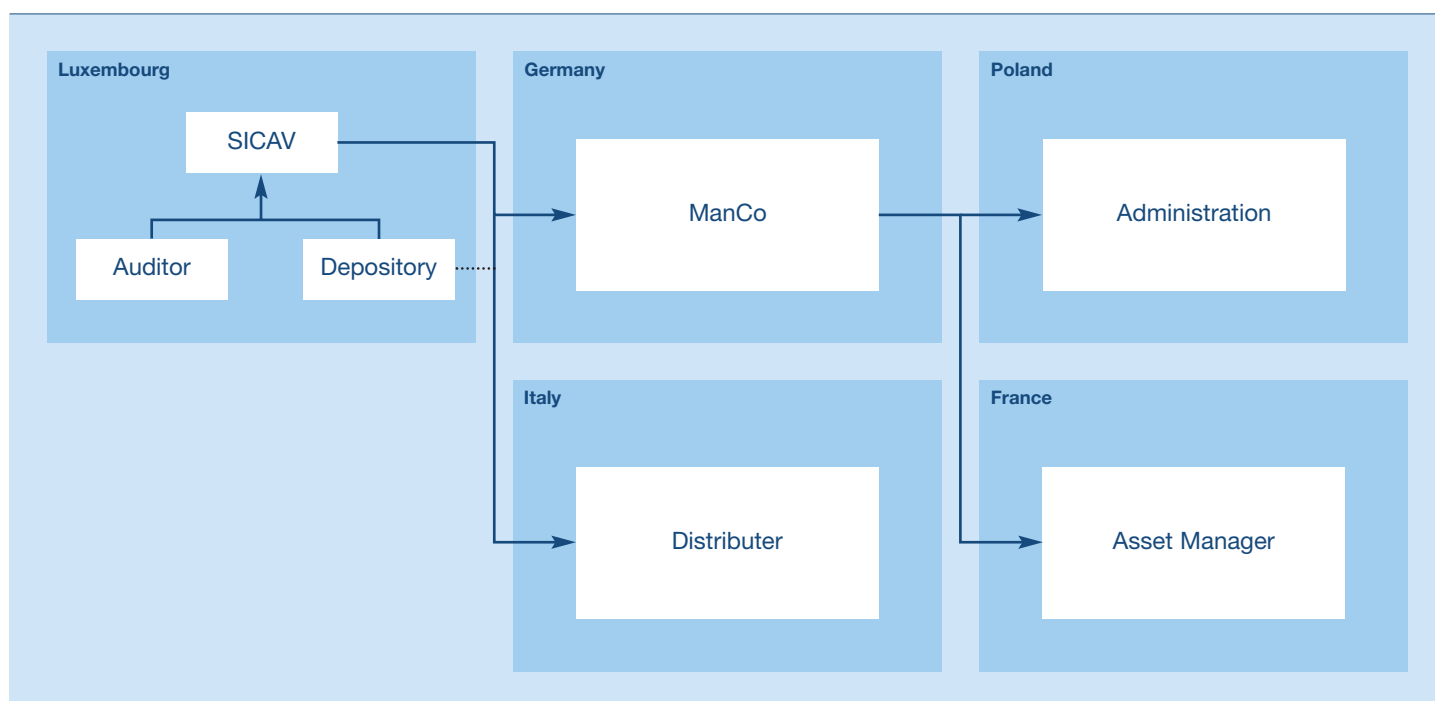 Luxembourg
SICAV
Auditor
Depository
Germany
ManCo
Poland
Administration
Italy
Distributer
France
Asset Manager